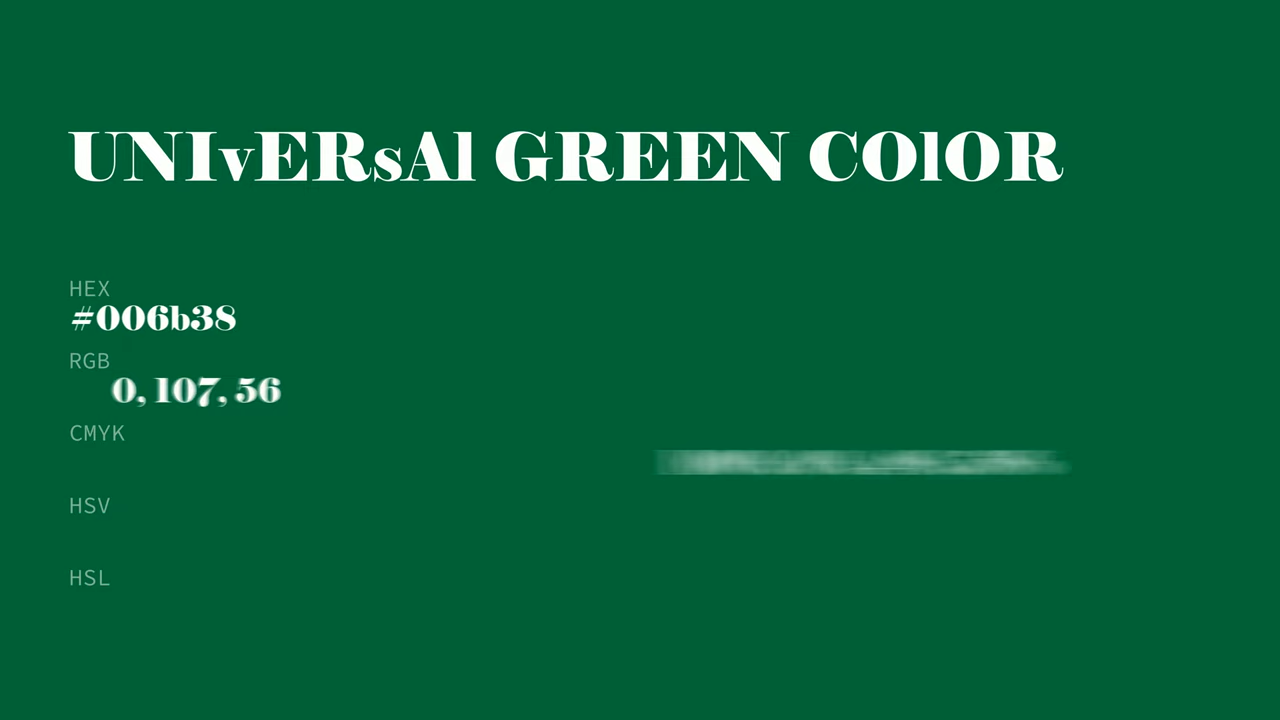 UNIvERsAl GREEN COlOR
HEX
#006b38
RGB
0, 107, 56
CMYK
HSV
HSL